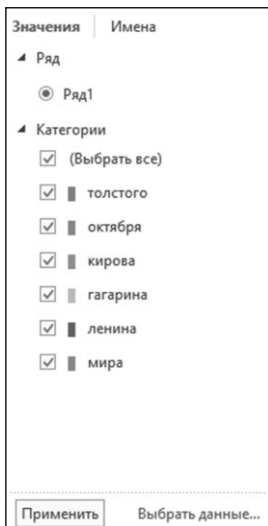 Значения Имена
Ряд
Ряд1
Категории
(Выбрать все)
толстого
октября
кирова
гагарина
ленина
мира
Применить Выбрать данные...